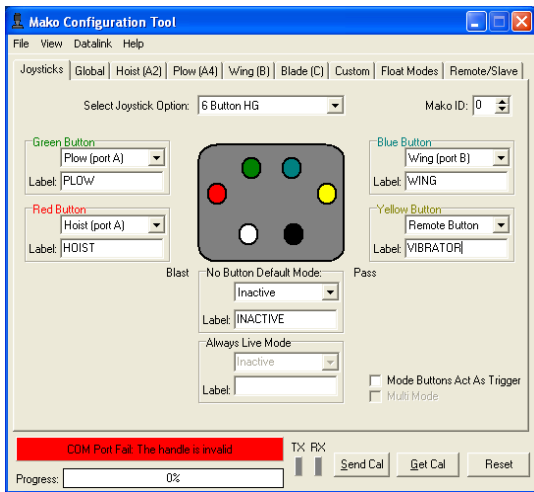 Mako Configuration Tool
File View Datalink Help
Joysticks Global Hoist (A2) Plow (A4) Wing (B) Blade (C) Custom Float Modes Remote/Slave
Select Joystick Option: 6 Button HG Mako ID: 0
Green Button Blue Button
Plow (port A) Wing (port B)
Label: PLOW Label: WING
Red Button Yellow Button
Hoist (port A) Remote Button
Label: HOIST Label: VIBRATOR
Blast No Button Default Mode: Pass
Inactive
Label: INACTIVE
Always Live Mode
Inactive
Label: Mode Buttons Act As Trigger
Multi Mode
COM Port Fail: The handle is invalid TX RX
Send Cal Get Cal Reset
Progress: 0%